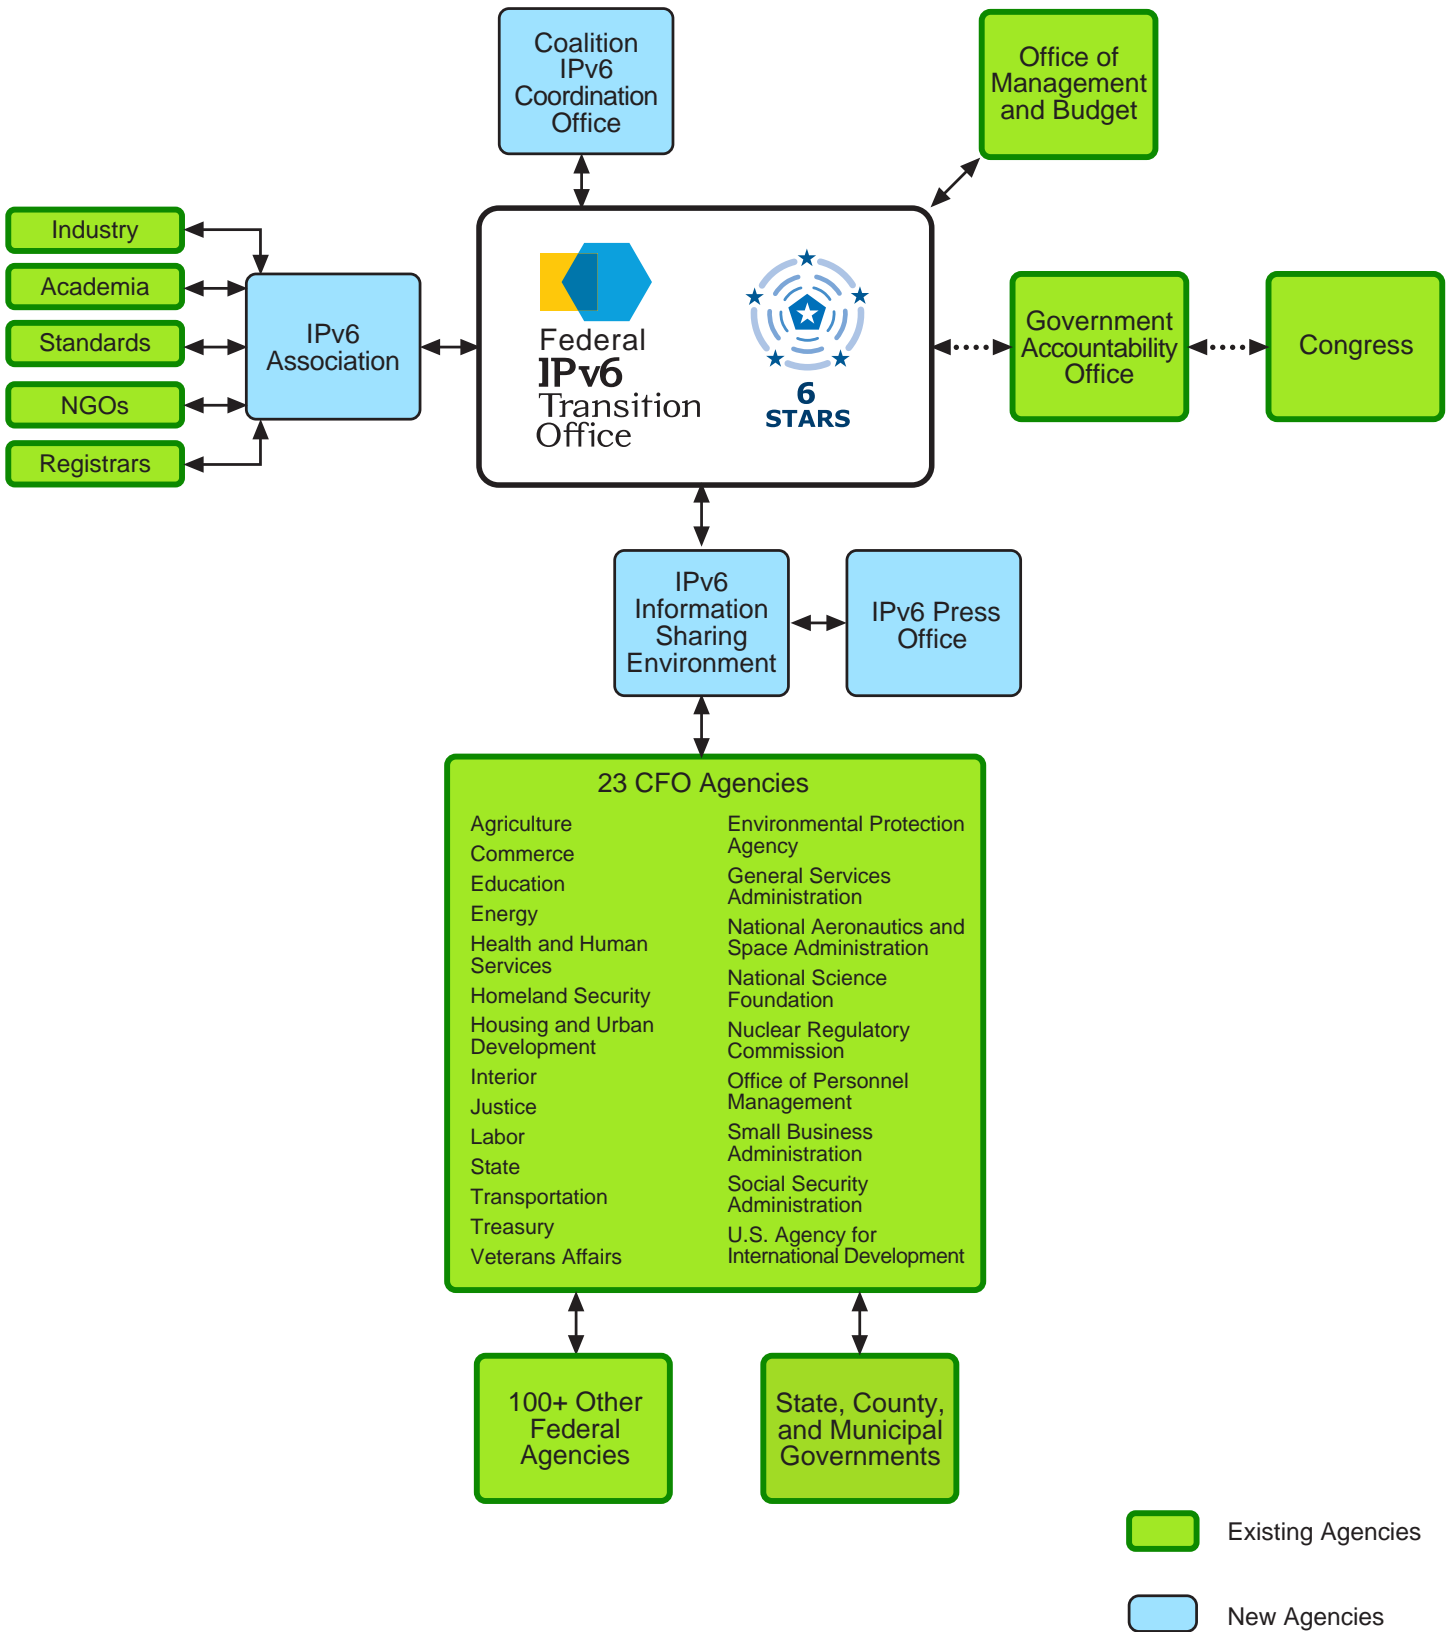 Coalition
IPv6
Coordination
Office
Office of
Management
and Budget
Industry
Academia
Standards
NGOs
Registrars
IPv6
Association
Federal
IPv6
Transition
Office
6
STARS
Government
Accountability
Office
Congress
IPv6
Information
Sharing
Environment
IPv6 Press
Office
23 CFO Agencies
Agriculture
Commerce
Education
Energy
Health and Human
Services
Homeland Security
Housing and Urban
Development
Interior
Justice
Labor
State
Transportation
Treasury
Veterans Affairs
Environmental Protection
Agency
General Services
Administration
National Aeronautics and
Space Administration
National Science
Foundation
Nuclear Regulatory
Commission
Office of Personnel
Management
Small Business
Administration
Social Security
Administration
U.S. Agency for
International Development
100+ Other
Federal
Agencies
State, County,
and Municipal
Governments
Existing Agencies
New Agencies